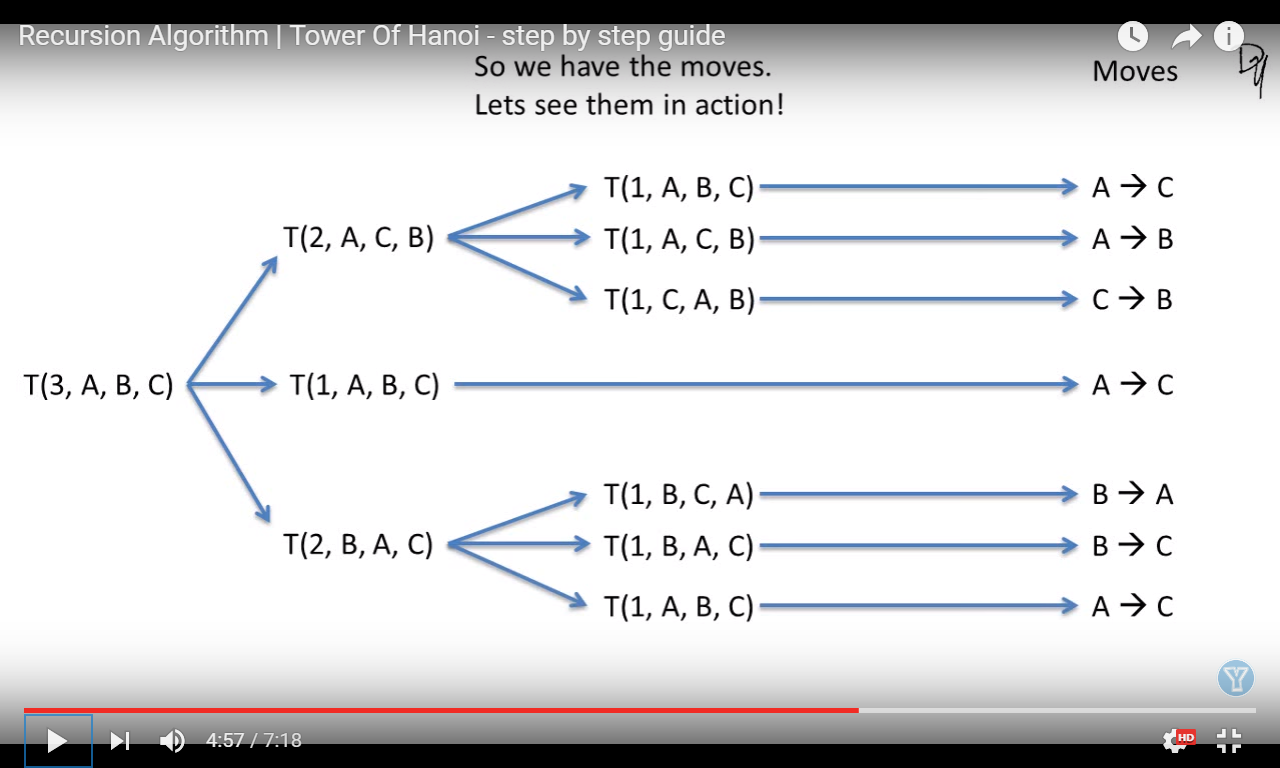 Recursion Algorithm | Tower Of Hanoi - step by step guide
So we have the moves.
Lets see them in action!
Moves
T(1, A, B, C) A → C
T(2, A, C, B) T(1, A, C, B) A → B
T(1, C, A, B) C → B
T(3, A, B, C) T(1, A, B, C) A → C
T(1, B, C, A) B → A
T(2, B, A, C) T(1, B, A, C) B → C
T(1, A, B, C) A → C
4:57 / 7:18
HD